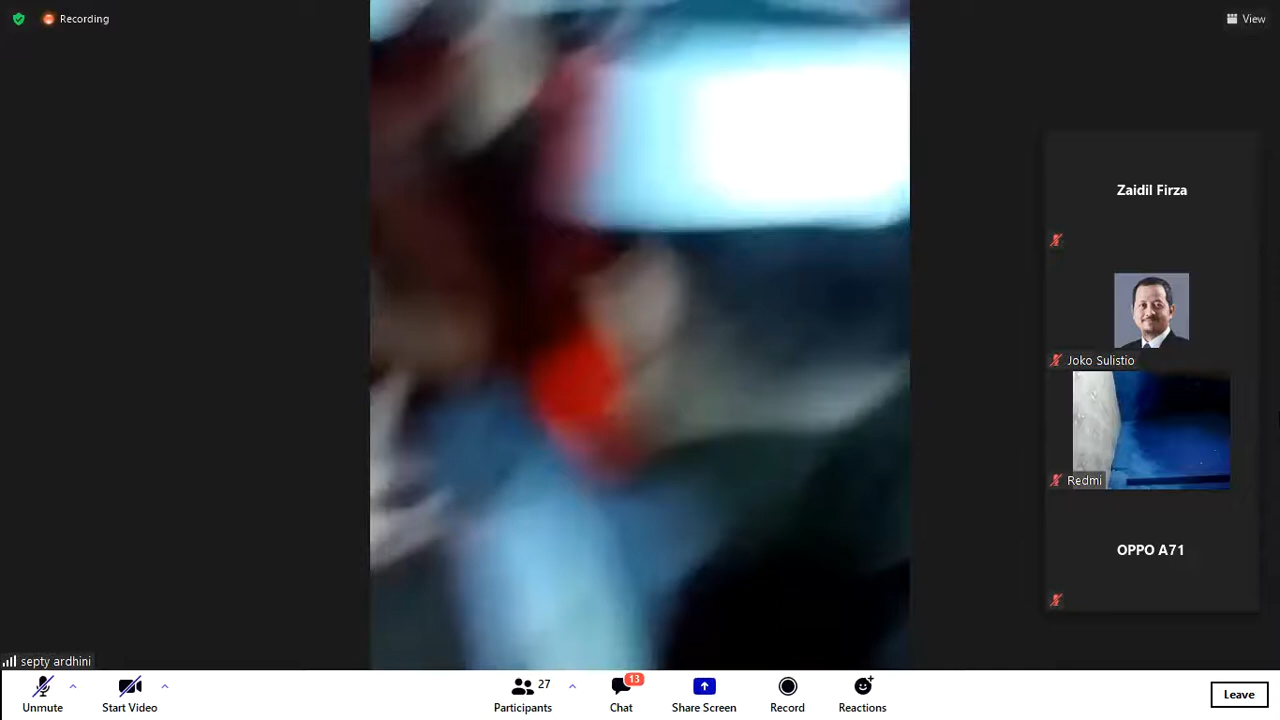 Recording
View
Zaidil Firza
Joko Sulistio
Redmi
OPPO A71
septy ardhini
Unmute
Start Video
27
Participants
13
Chat
Share Screen
Record
Reactions
Leave